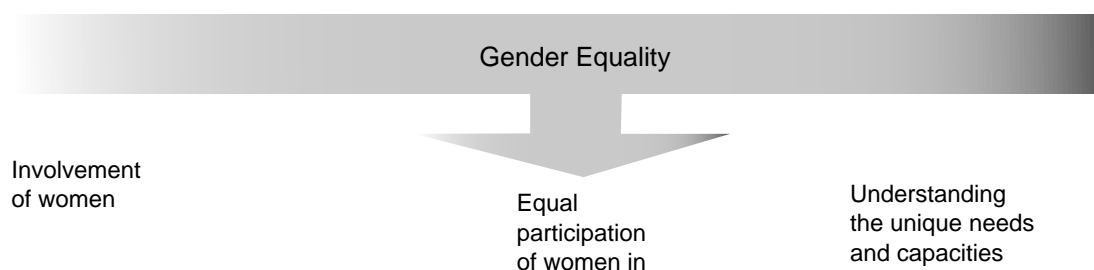 Gender Equality
Involvement
of women
Equal
participation
of women in
Understanding
the unique needs
and capacities